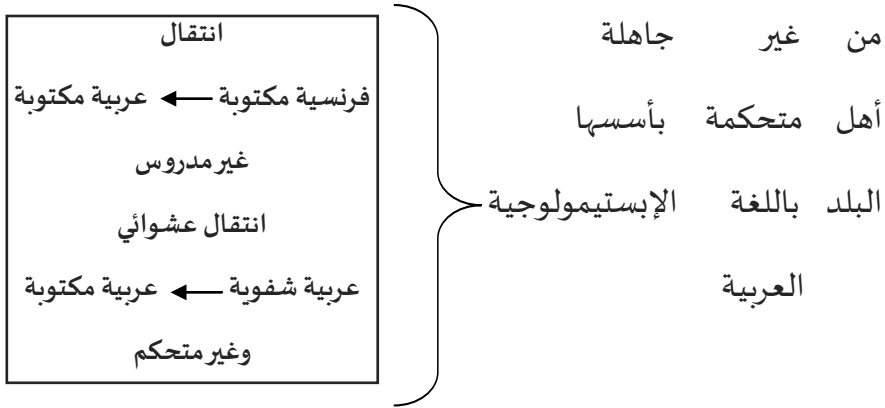 من غير جاهلة
أهل متحكمة بأسسها
البلد باللغة الإبستيمولوجية
العربية
انتقال
فرنسية مكتوبة ← عربية مكتوبة
غير مدروس
انتقال عشوائي
عربية شفوية ← عربية مكتوبة
وغير متحكم